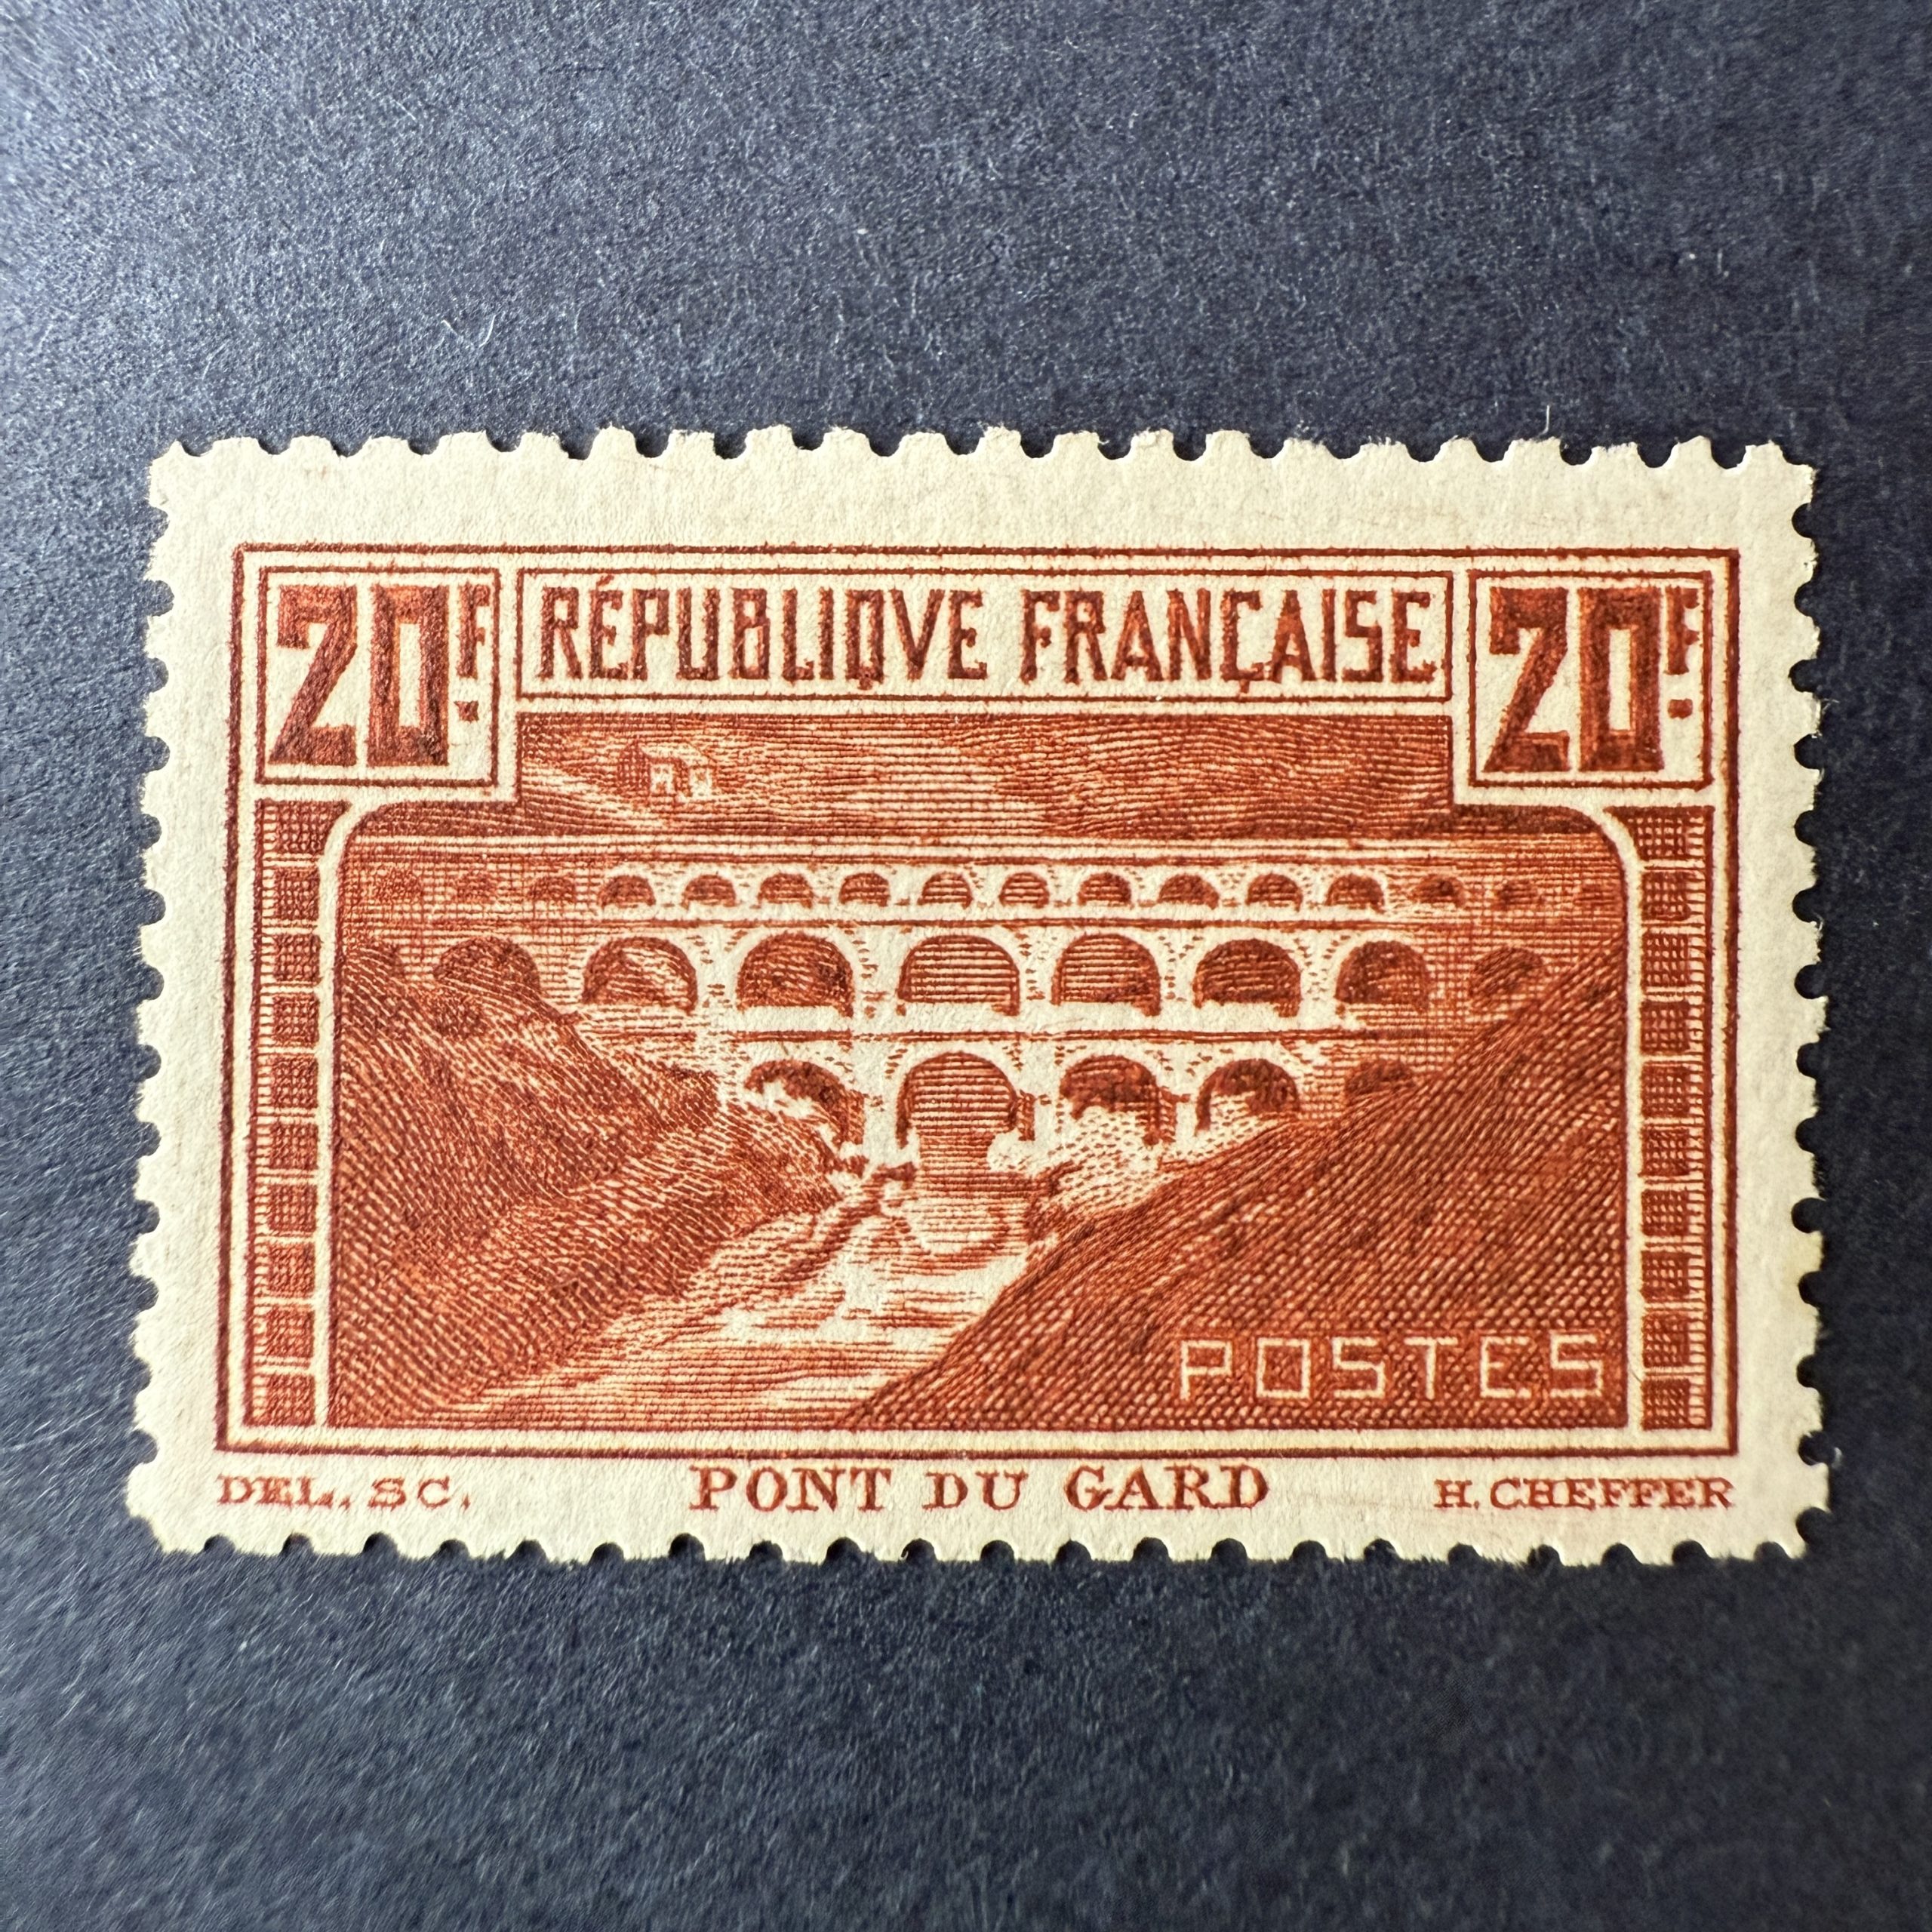 20F. RÉPUBLIQVE FRANÇAISE 20F.
POSTES
DEL. SC. PONT DU GARD H. CHEFFER